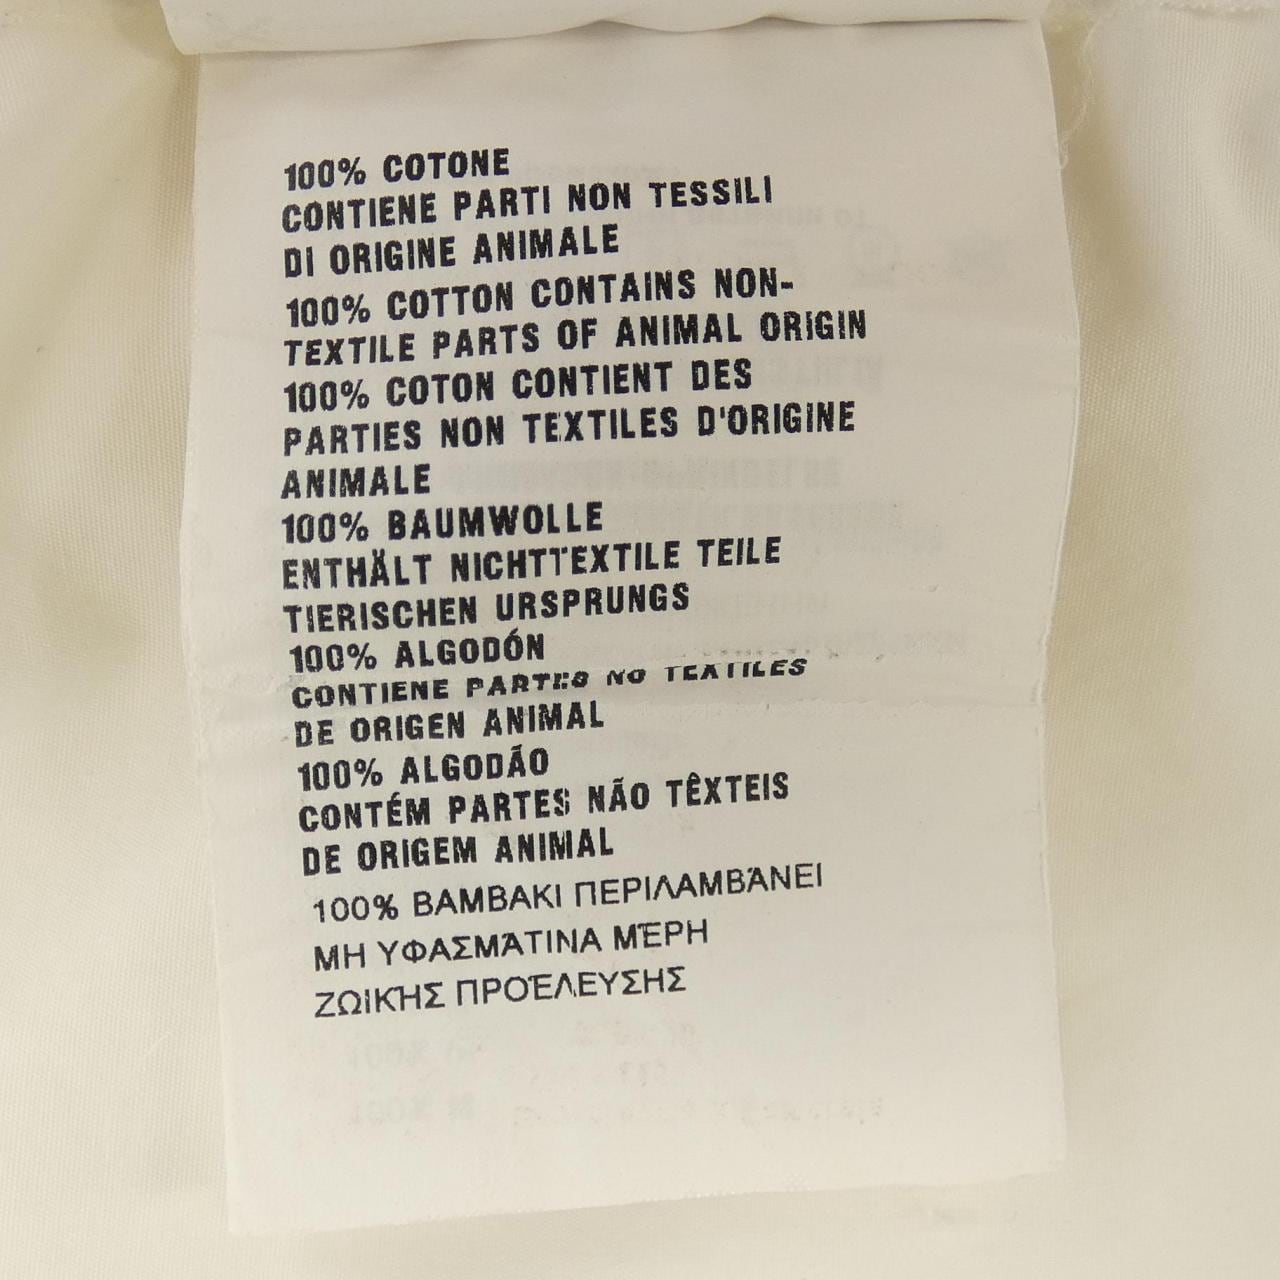 100% COTONE
CONTIENE PARTI NON TESSILI
DI ORIGINE ANIMALE
100% COTTON CONTAINS NON-
TEXTILE PARTS OF ANIMAL ORIGIN
100% COTON CONTIENT DES
PARTIES NON TEXTILES D'ORIGINE
ANIMALE
100% BAUMWOLLE
ENTHÄLT NICHTTEXTILE TEILE
TIERISCHEN URSPRUNGS
100% ALGODÓN
CONTIENE PARTES NO TEXTILES
DE ORIGEN ANIMAL
100% ALGODÃO
CONTÉM PARTES NÃO TÊXTEIS
DE ORIGEM ANIMAL
100% ΒΑΜΒΑΚΙ ΠΕΡΙΛΑΜΒΆΝΕΙ
ΜΗ ΥΦΑΣΜΆΤΙΝΑ ΜΈΡΗ
ΖΩΙΚΉΣ ΠΡΟΈΛΕΥΣΗΣ